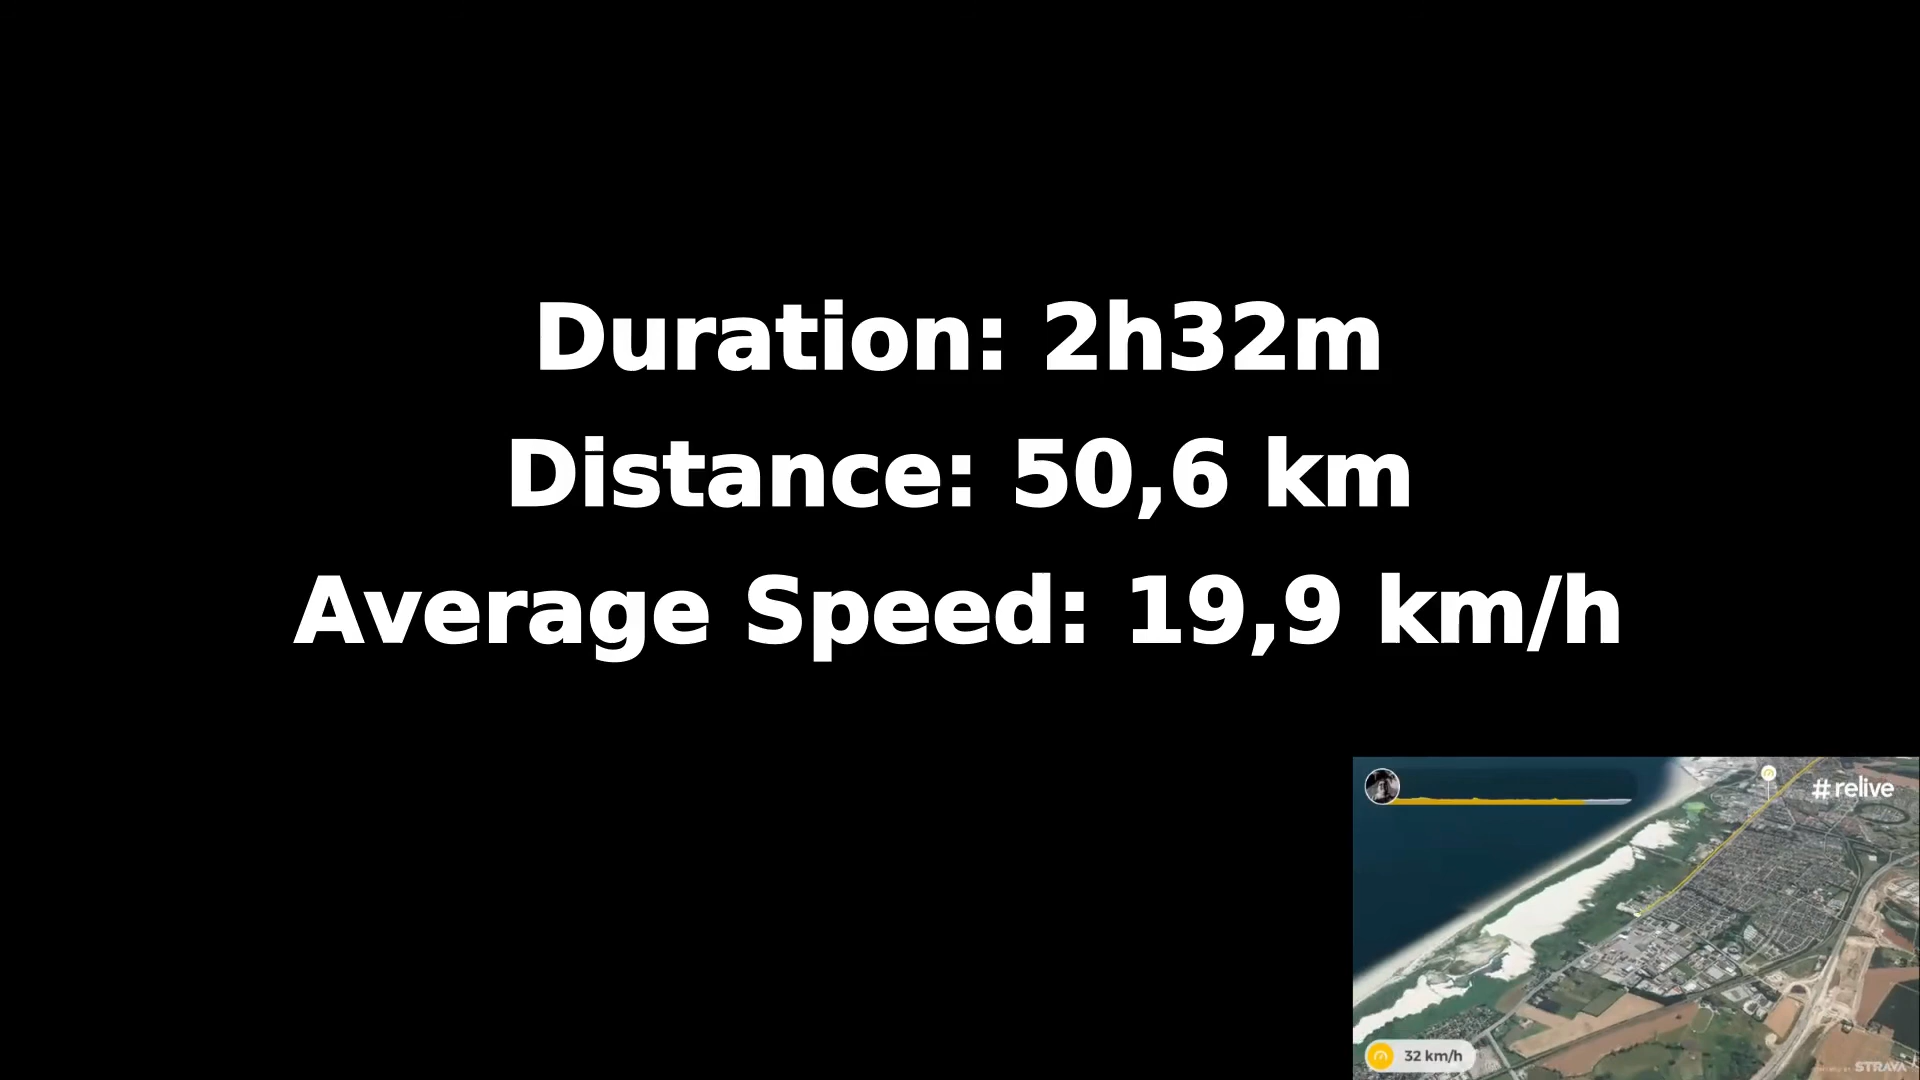 Duration: 2h32m
Distance: 50,6 km
Average Speed: 19,9 km/h
#relive
32 km/h
STRAVA